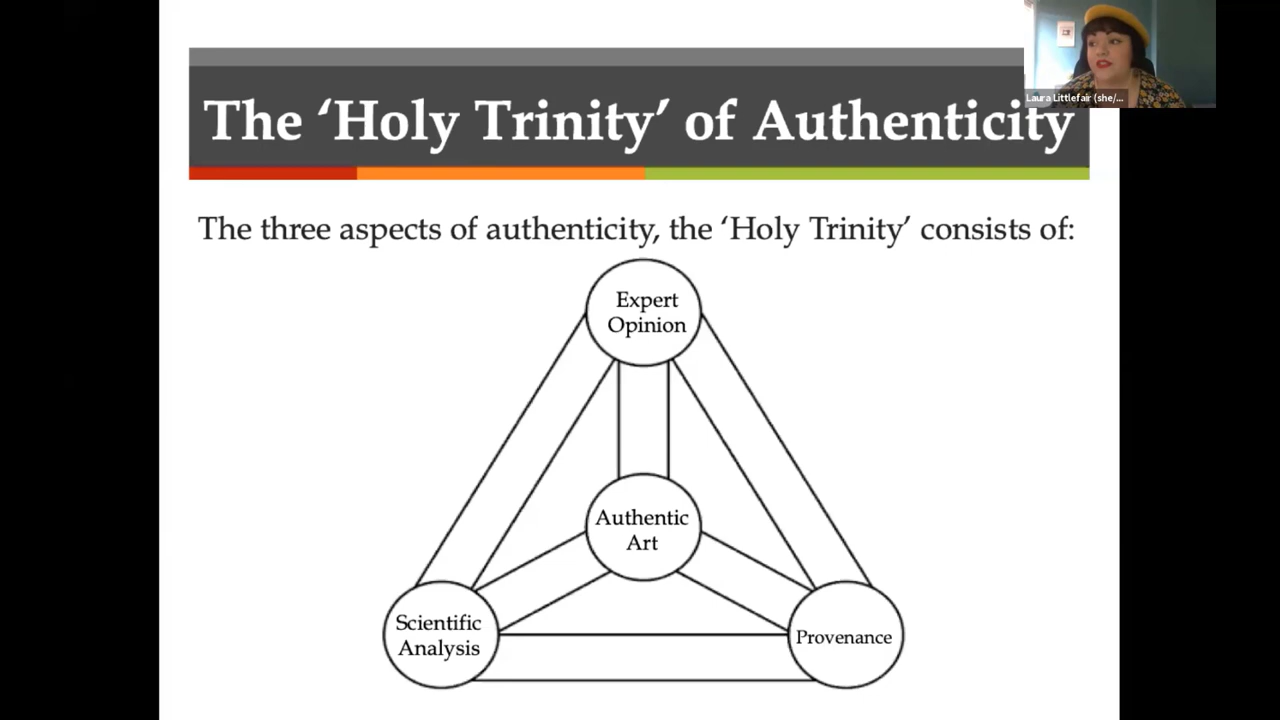 The ‘Holy Trinity’ of Authenticity
Laura Littlefair (she/...
The three aspects of authenticity, the ‘Holy Trinity’ consists of:
Expert
Opinion
Authentic
Art
Scientific
Analysis
Provenance